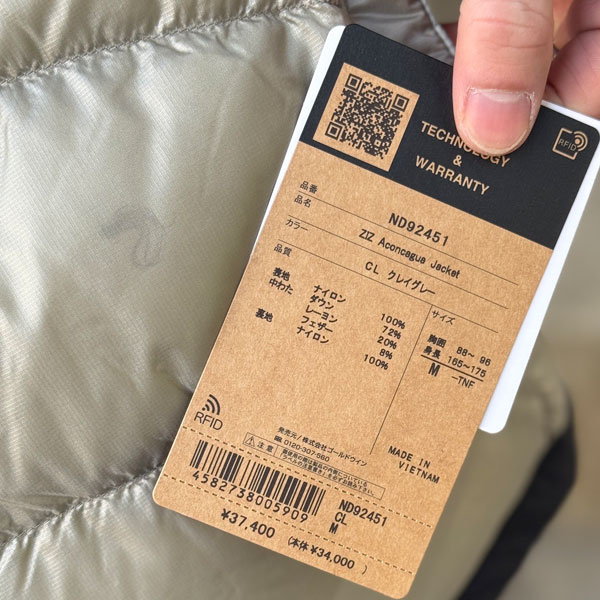 TECHNOLOGY
&
WARRANTY
RFID
品番 ND92451
品名 ZIZ Aconcagua Jacket
カラー CL クレイグレー
品質
表地 ナイロン 100%
中わた ダウン 72%
レーヨン 20%
フェザー 8%
裏地 ナイロン 100%
サイズ
胸囲 88~ 96
身長 165~175
M -TNF
RFID
発売元/株式会社ゴールドウイン
☎0120-307-560
注意
MADE IN
VIETNAM
4582738005909
ND92451
CL
M
¥37,400 (本体 ¥34,000)